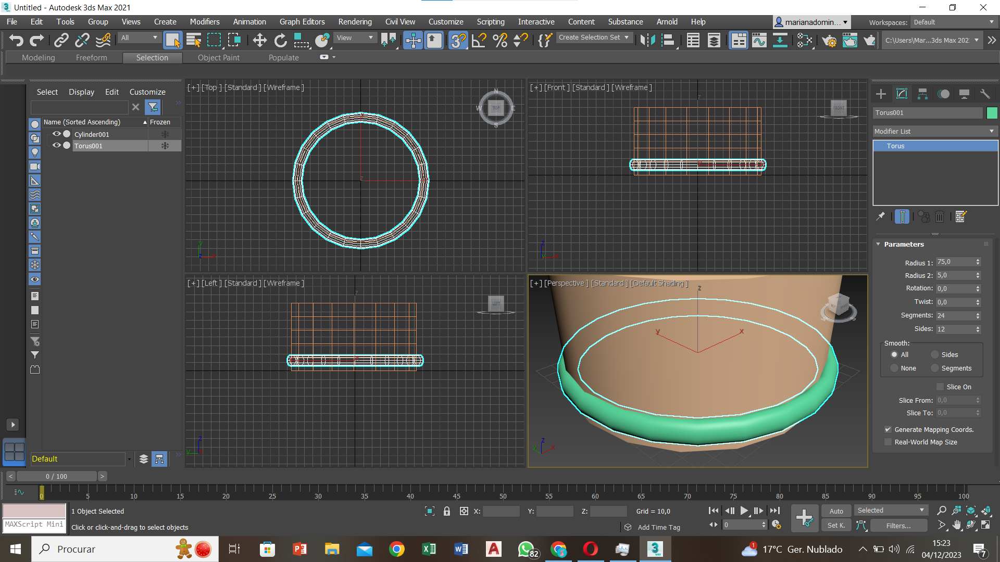 Untitled - Autodesk 3ds Max 2021
File Edit Tools Group Views Create Modifiers Animation Graph Editors Rendering Civil View Customize Scripting Interactive Content Substance Arnold Help marianadomin... Workspaces: Default
All View Create Selection Set C:\Users\Mar...3ds Max 202
Modeling Freeform Selection Object Paint Populate
Select Display Edit Customize
Name (Sorted Ascending) Frozen
Cylinder001
Torus001
[+] [Top ] [Standard ] [Wireframe ]
N
W TOP E
S
[+] [Front ] [Standard ] [Wireframe ]
FRONT
[+] [Left ] [Standard ] [Wireframe ]
LEFT
[+] [Perspective ] [Standard ] [Default Shading ]
Torus001
Modifier List
Torus
Parameters
Radius 1: 75,0
Radius 2: 5,0
Rotation: 0,0
Twist: 0,0
Segments: 24
Sides: 12
Smooth:
All Sides
None Segments
Slice On
Slice From: 0,0
Slice To: 0,0
Generate Mapping Coords.
Real-World Map Size
Default
< 0 / 100 >
0 5 10 15 20 25 30 35 40 45 50 55 60 65 70 75 80 85 90 95 100
1 Object Selected X: Y: Z: Grid = 10,0 Auto Selected
MAXScript Mini Click or click-and-drag to select objects Add Time Tag 0 Set K. Filters...
Procurar 82 1 17°C Ger. Nublado 15:23
04/12/2023 7